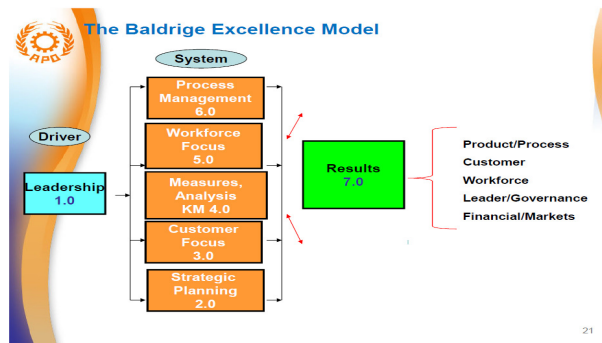 The Baldrige Excellence Model
APO
System
Process
Management
6.0
Driver
Workforce
Focus
5.0
Leadership
1.0
Measures,
Analysis
KM 4.0
Results
7.0
Customer
Focus
3.0
Strategic
Planning
2.0
Product/Process
Customer
Workforce
Leader/Governance
Financial/Markets
21